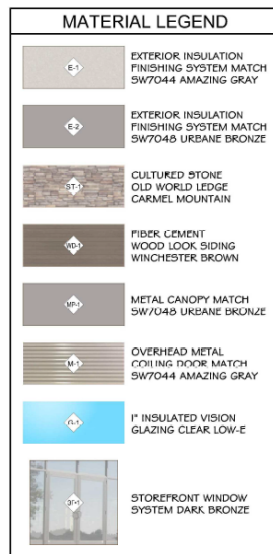 MATERIAL LEGEND
E-1
EXTERIOR INSULATION
FINISHING SYSTEM MATCH
SW7044 AMAZING GRAY
E-2
EXTERIOR INSULATION
FINISHING SYSTEM MATCH
SW7048 URBANE BRONZE
ST-1
CULTURED STONE
OLD WORLD LEDGE
CARMEL MOUNTAIN
WD-1
FIBER CEMENT
WOOD LOOK SIDING
WINCHESTER BROWN
MP-1
METAL CANOPY MATCH
SW7048 URBANE BRONZE
M-1
OVERHEAD METAL
COILING DOOR MATCH
SW7044 AMAZING GRAY
G-1
1" INSULATED VISION
GLAZING CLEAR LOW-E
STOREFRONT WINDOW
SYSTEM DARK BRONZE